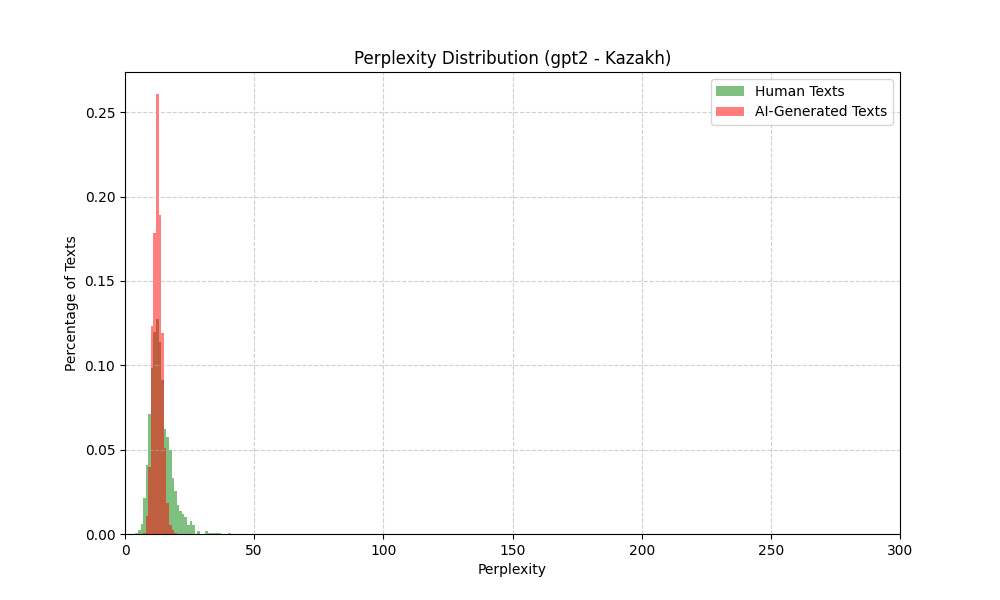 Perplexity Distribution (gpt2 - Kazakh)
Human Texts
AI-Generated Texts
Percentage of Texts
0.25
0.20
0.15
0.10
0.05
0.00
0 50 100 150 200 250 300
Perplexity